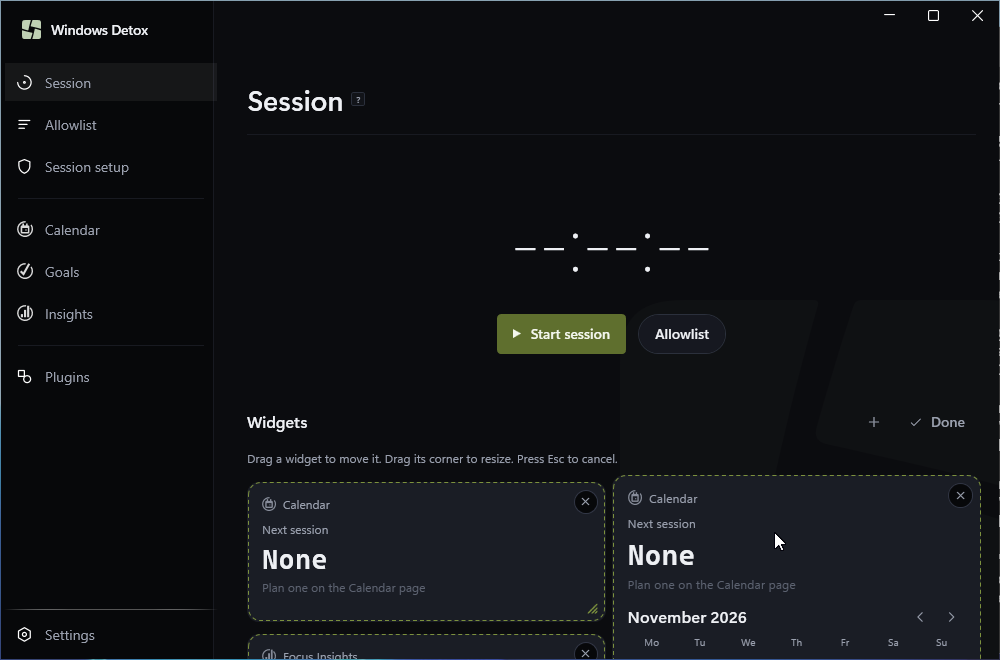 Windows Detox
Session
Allowlist
Session setup
Calendar
Goals
Insights
Plugins
Settings
Session ?
– – : – – : – –
Start session
Allowlist
Widgets
+
Done
Drag a widget to move it. Drag its corner to resize. Press Esc to cancel.
Calendar
Next session
None
Plan one on the Calendar page
Focus Insights
Calendar
Next session
None
Plan one on the Calendar page
November 2026
Mo Tu We Th Fr Sa Su